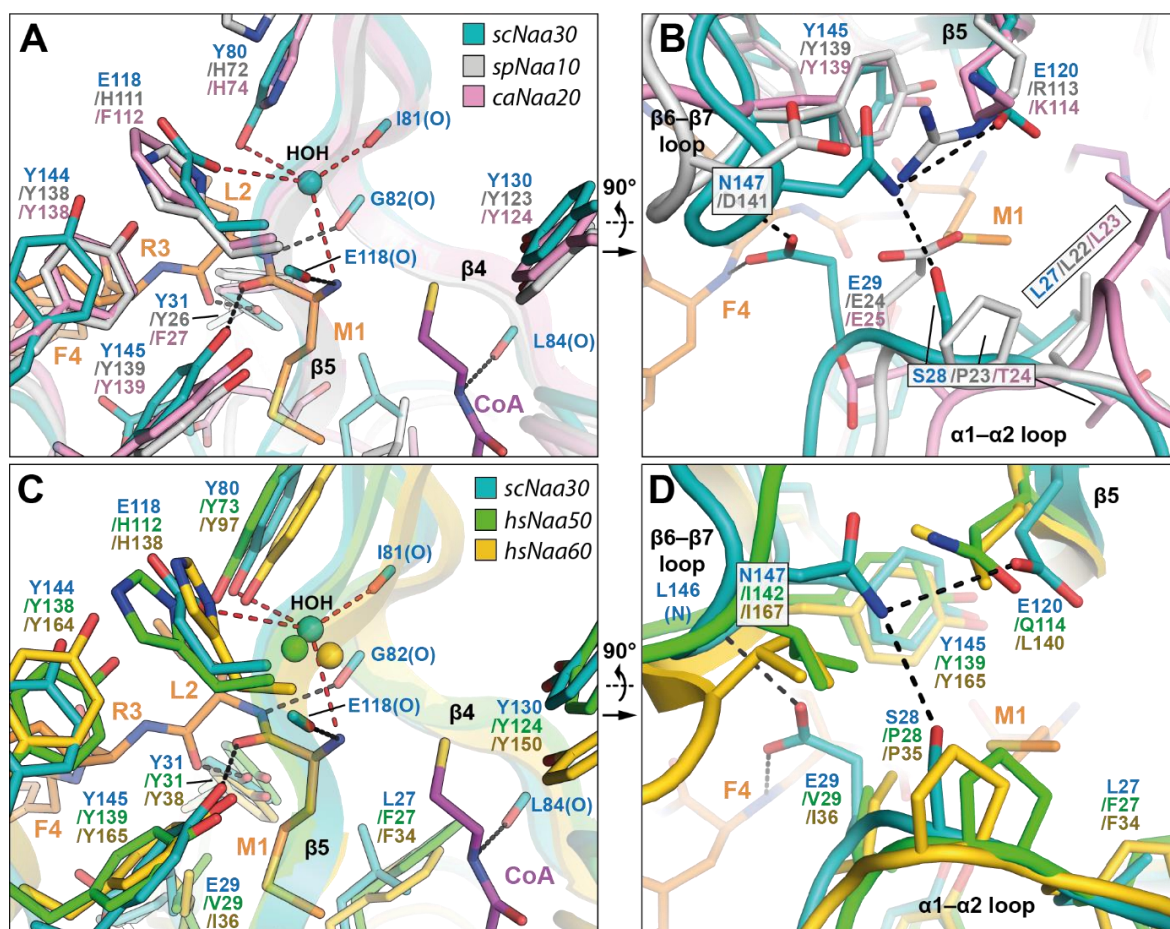 A
Y80
/H72
/H74
scNaa30
spNaa10
caNaa20
E118
/H111
/F112
I81(O)
HOH
Y144
/Y138
/Y138
L2
G82(O)
Y130
/Y123
/Y124
R3
E118(O)
β4
Y31
/Y26
/F27
M1
L84(O)
F4
Y145
/Y139
/Y139
β5
CoA
90°
B
Y145
/Y139
/Y139
β5
E120
/R113
/K114
β6–β7
loop
N147
/D141
M1
L27/L22/L23
F4
E29
/E24
/E25
S28/P23/T24
α1–α2 loop
C
Y80
/Y73
/Y97
scNaa30
hsNaa50
hsNaa60
E118
/H112
/H138
I81(O)
HOH
Y144
/Y138
/Y164
G82(O)
L2
R3
E118(O)
β4
Y130
/Y124
/Y150
Y31
/Y31
/Y38
L84(O)
F4
Y145
/Y139
/Y165
M1
β5
L27
/F27
/F34
CoA
E29
/V29
/I36
90°
D
β5
β6–β7
loop
L146
(N)
N147
/I142
/I167
E120
/Q114
/L140
Y145
/Y139
/Y165
S28
/P28
/P35
M1
F4
E29
/V29
/I36
L27
/F27
/F34
α1–α2 loop